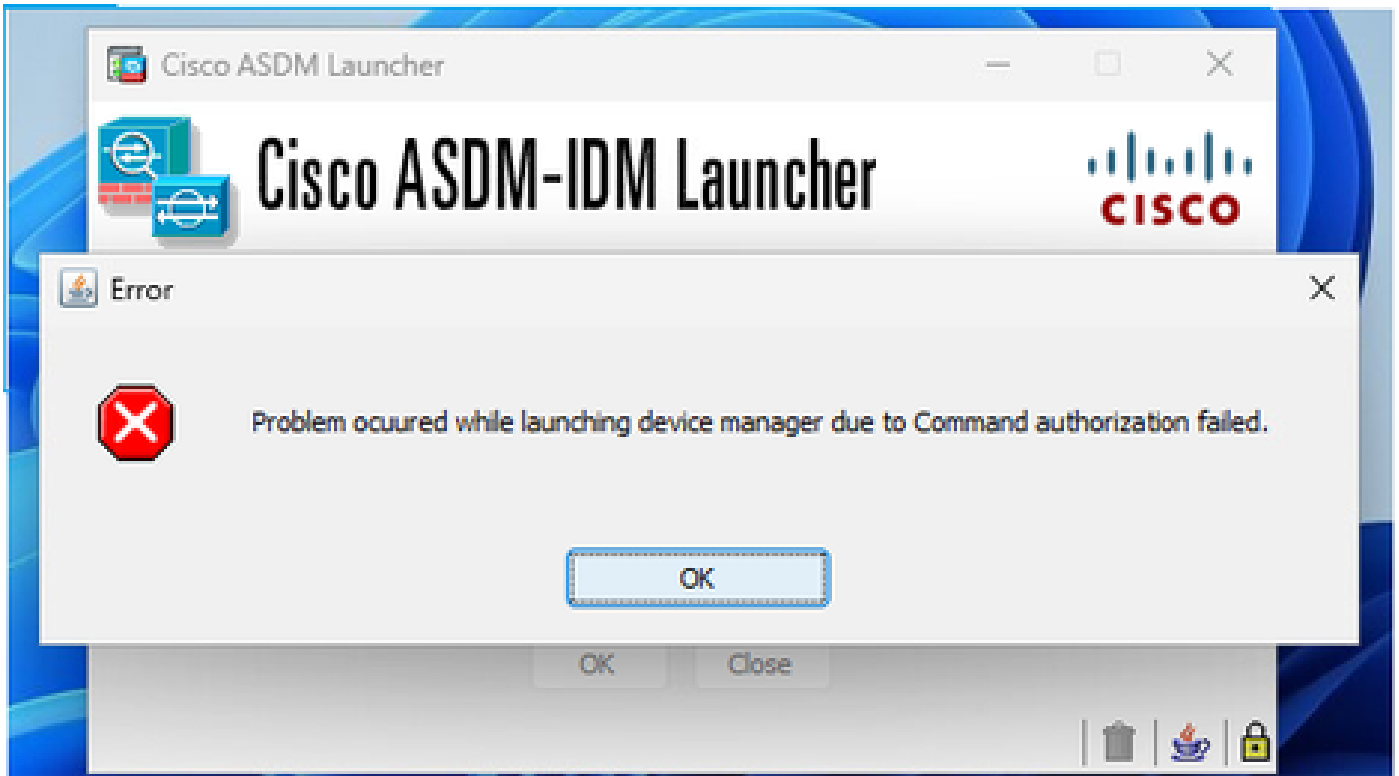 Cisco ASDM Launcher
Cisco ASDM-IDM Launcher
CISCO
Error
Problem ocuured while launching device manager due to Command authorization failed.
OK
OK
Close